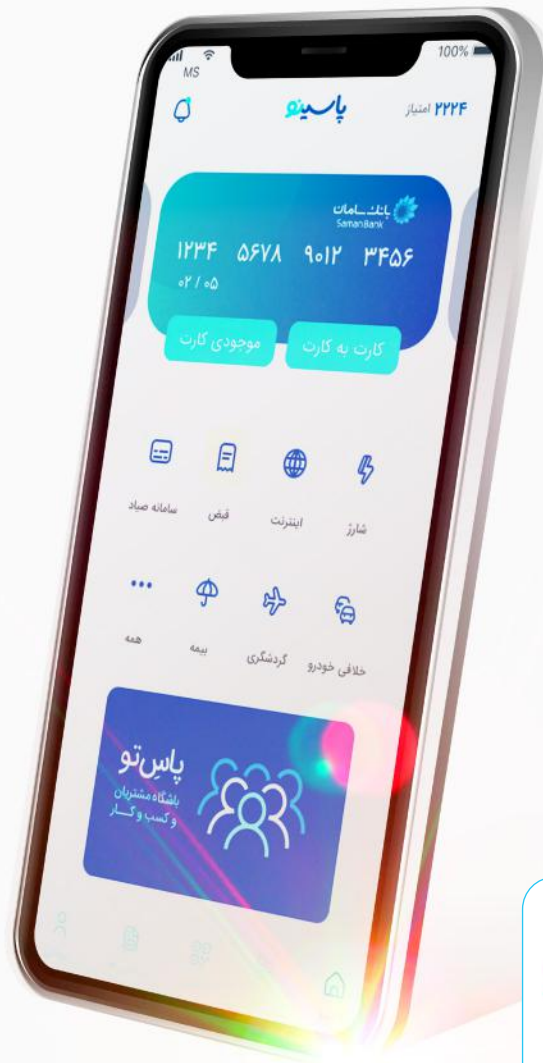 100%
MS
۲۲۲۴ امتیاز
پاسینو
بانک سامان
Saman Bank
۱۲۳۴ ۵۶۷۸ ۹۰۱۲ ۳۴۵۶
۰۲ / ۰۵
کارت به کارت
موجودی کارت
شارژ
اینترنت
قبض
سامانه صیاد
خلافی خودرو
گردشگری
بیمه
همه
پاسِ تو
باشگاه مشتریان
و کسب و کار